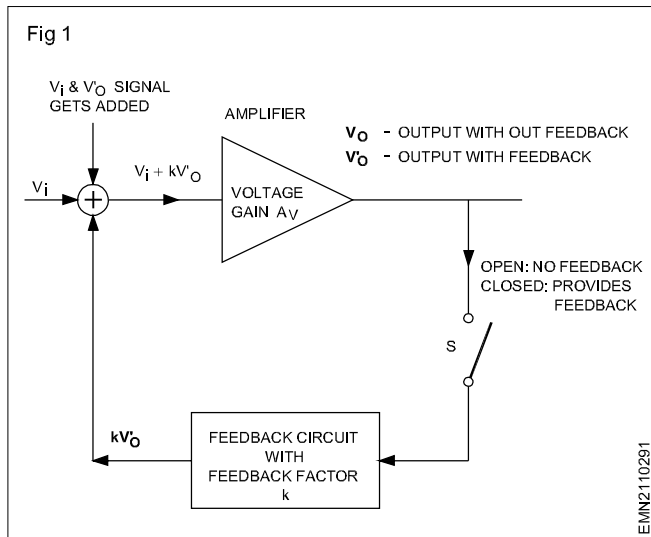 Fig 1
Vi & V'O SIGNAL
GETS ADDED
AMPLIFIER
VO - OUTPUT WITH OUT FEEDBACK
V'O - OUTPUT WITH FEEDBACK
Vi
+
Vi + kV'O
VOLTAGE
GAIN AV
OPEN: NO FEEDBACK
CLOSED: PROVIDES
FEEDBACK
S
kV'O
FEEDBACK CIRCUIT
WITH
FEEDBACK FACTOR
k
EMN2110291